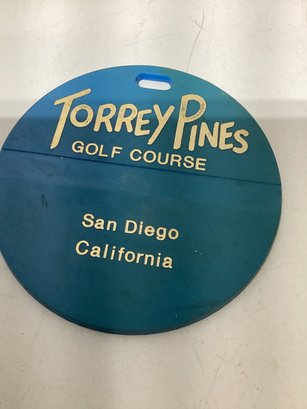 TORREY PINES
GOLF COURSE
San Diego
California